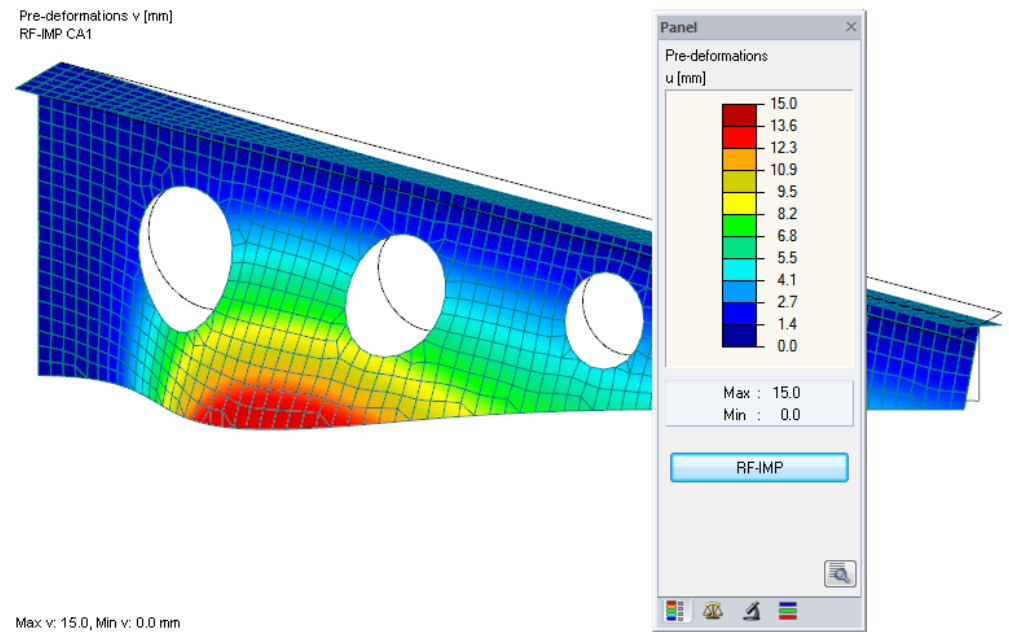 Pre-deformations v [mm]
RF-IMP CA1
Panel
Pre-deformations
u [mm]
15.0
13.6
12.3
10.9
9.5
8.2
6.8
5.5
4.1
2.7
1.4
0.0
Max : 15.0
Min : 0.0
RF-IMP
Max v: 15.0, Min v: 0.0 mm